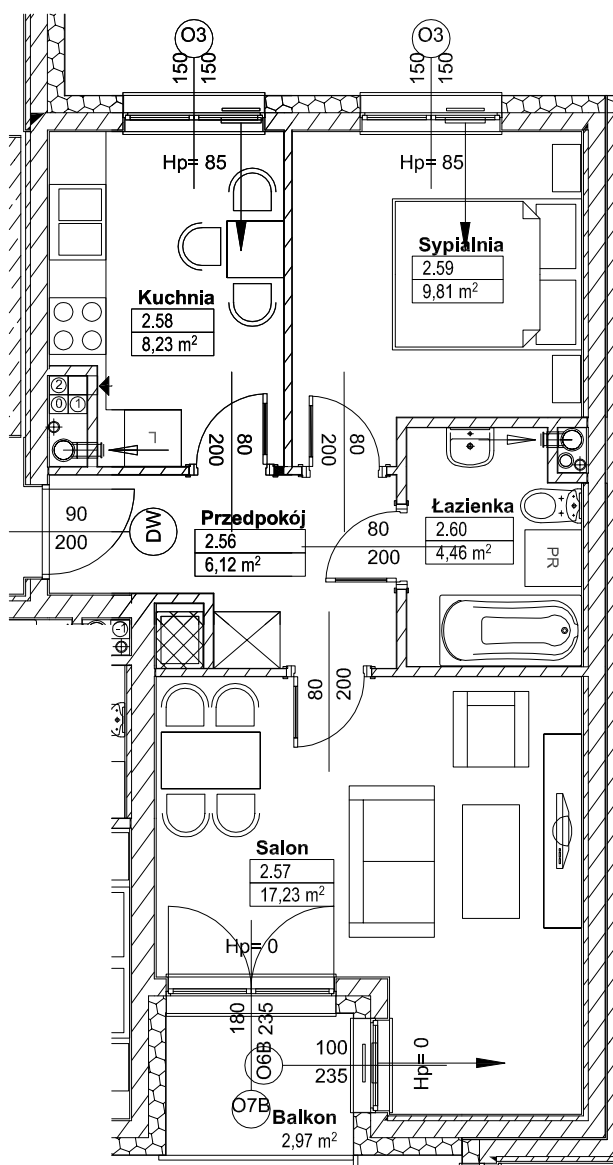 O3
O3
150
150
150
150
Hp= 85
Hp= 85
Sypialnia
2.59
9,81 m²
Kuchnia
2.58
8,23 m²
2
0
1
L
200
80
200
80
90
200
DW
Przedpokój
2.56
6,12 m²
80
200
Łazienka
2.60
4,46 m²
PR
-1
80
200
Salon
2.57
17,23 m²
Hp= 0
180
235
O6B
100
235
Hp= 0
O7B
Balkon
2,97 m²